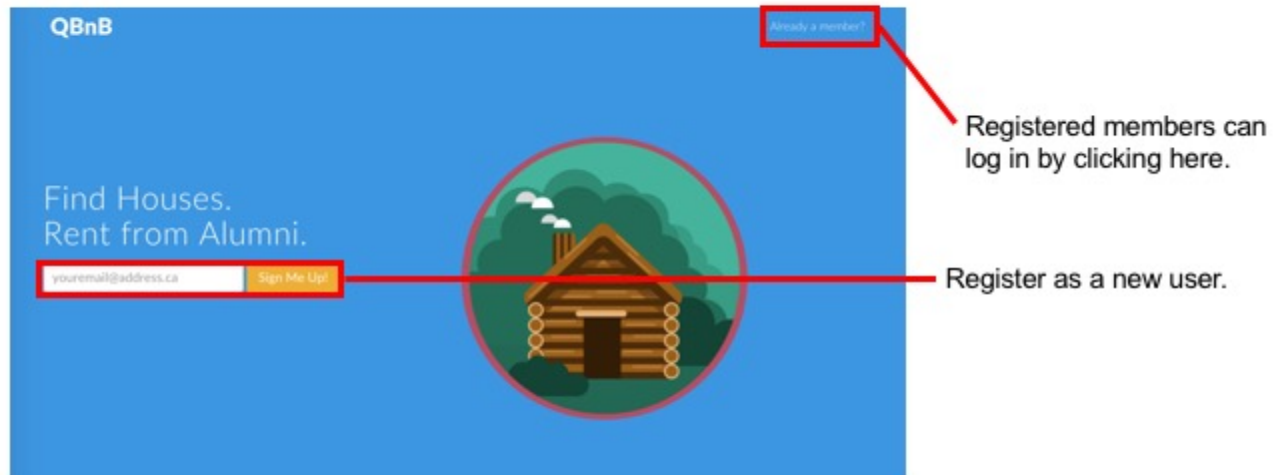 QBnB
Already a member?
Registered members can
log in by clicking here.
Find Houses.
Rent from Alumni.
youremail@address.ca
Sign Me Up!
Register as a new user.